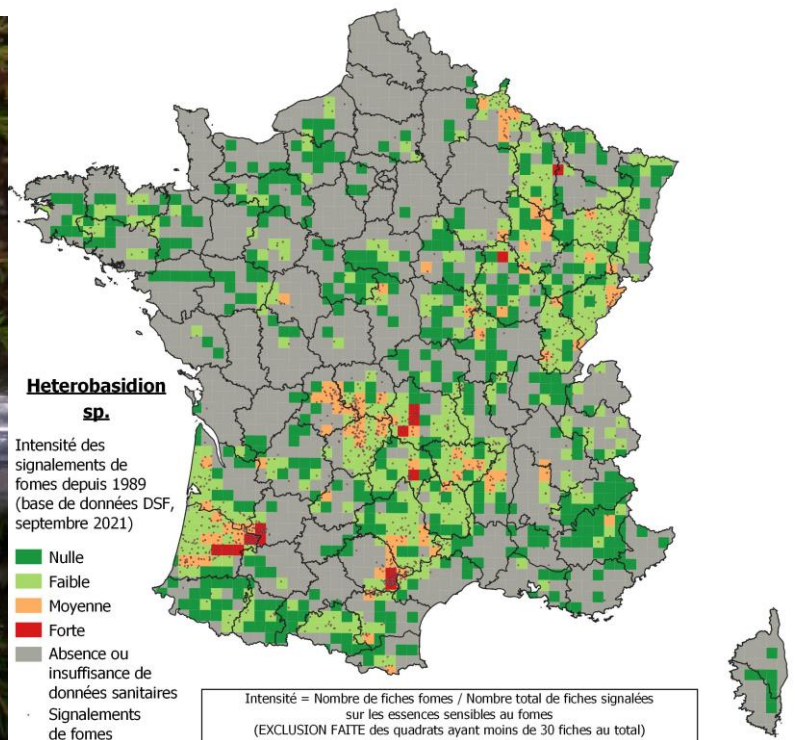 Heterobasidion
sp.
Intensité des
signalements de
fomes depuis 1989
(base de données DSF,
septembre 2021)
Nulle
Faible
Moyenne
Forte
Absence ou
insuffisance de
données sanitaires
Signalements
de fomes
Intensité = Nombre de fiches fomes / Nombre total de fiches signalées
sur les essences sensibles au fomes
(EXCLUSION FAITE des quadrats ayant moins de 30 fiches au total)